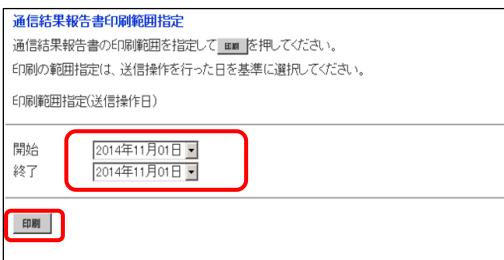 通信結果報告書印刷範囲指定
通信結果報告書の印刷範囲を指定して 印刷 を押してください。
印刷の範囲指定は、送信操作を行った日を基準に選択してください。
印刷範囲指定(送信操作日)
開始 2014年11月01日
終了 2014年11月01日
印刷